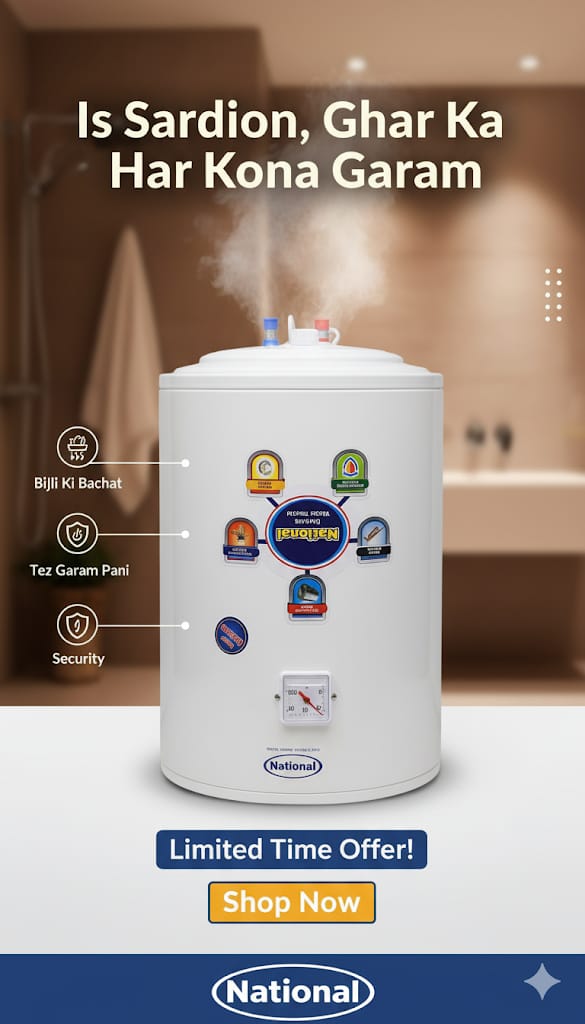 Is Sardion, Ghar Ka
Har Kona Garam
Bijli Ki Bachat
Tez Garam Pani
Security
National
National
Limited Time Offer!
Shop Now
National